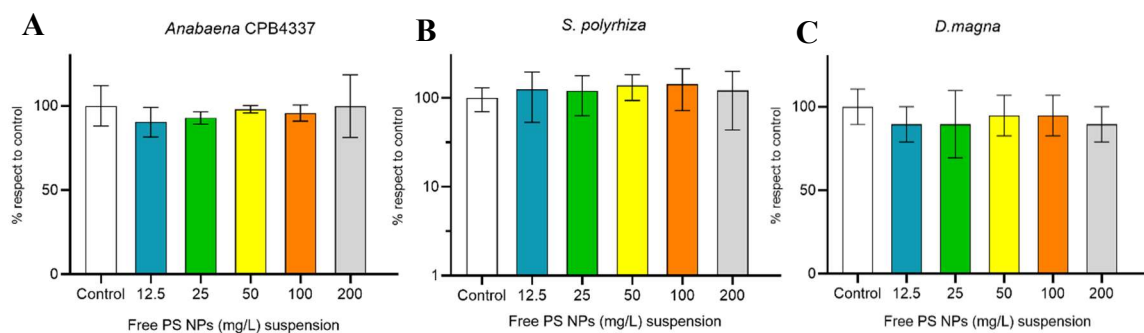 A
Anabaena CPB4337
% respect to control
100
50
0
Control 12.5 25 50 100 200
Free PS NPs (mg/L) suspension
B
S. polyrhiza
% respect to control
100
10
1
Control 12.5 25 50 100 200
Free PS NPs (mg/L) suspension
C
D.magna
% respect to control
100
50
0
Control 12.5 25 50 100 200
Free PS NPs (mg/L) suspension